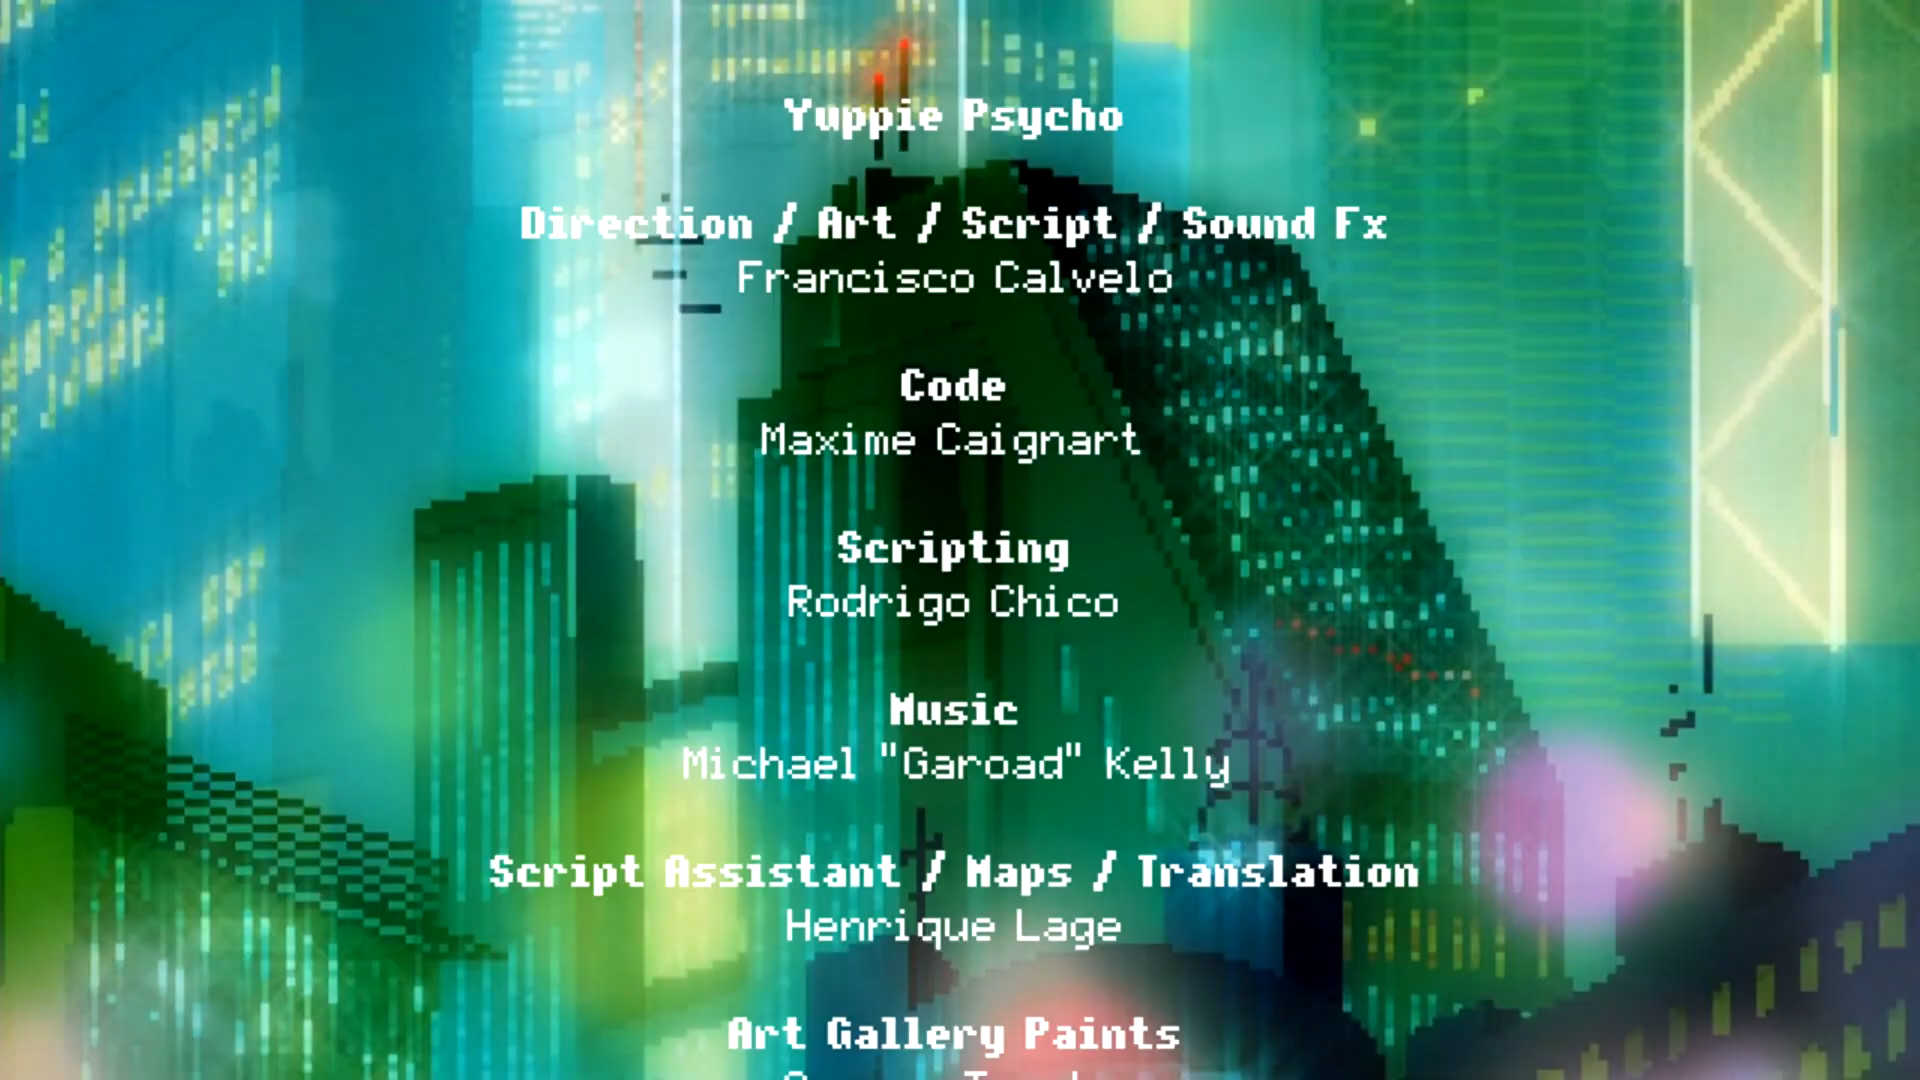 Yuppie Psycho
Direction / Art / Script / Sound Fx
Francisco Calvelo
Code
Maxime Caignart
Scripting
Rodrigo Chico
Music
Michael "Garoad" Kelly
Script Assistant / Maps / Translation
Henrique Lage
Art Gallery Paints